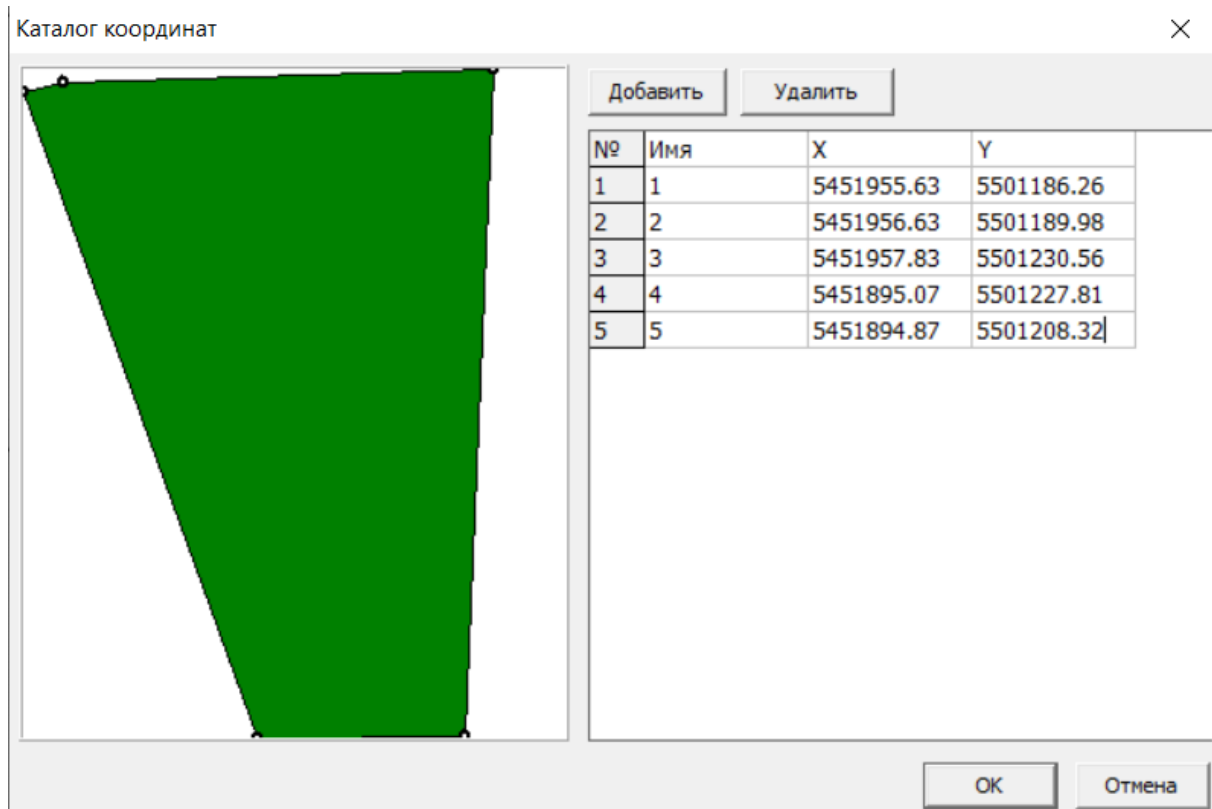 Каталог координат
Добавить Удалить
№ Имя X Y
1 1 5451955.63 5501186.26
2 2 5451956.63 5501189.98
3 3 5451957.83 5501230.56
4 4 5451895.07 5501227.81
5 5 5451894.87 5501208.32
OK Отмена